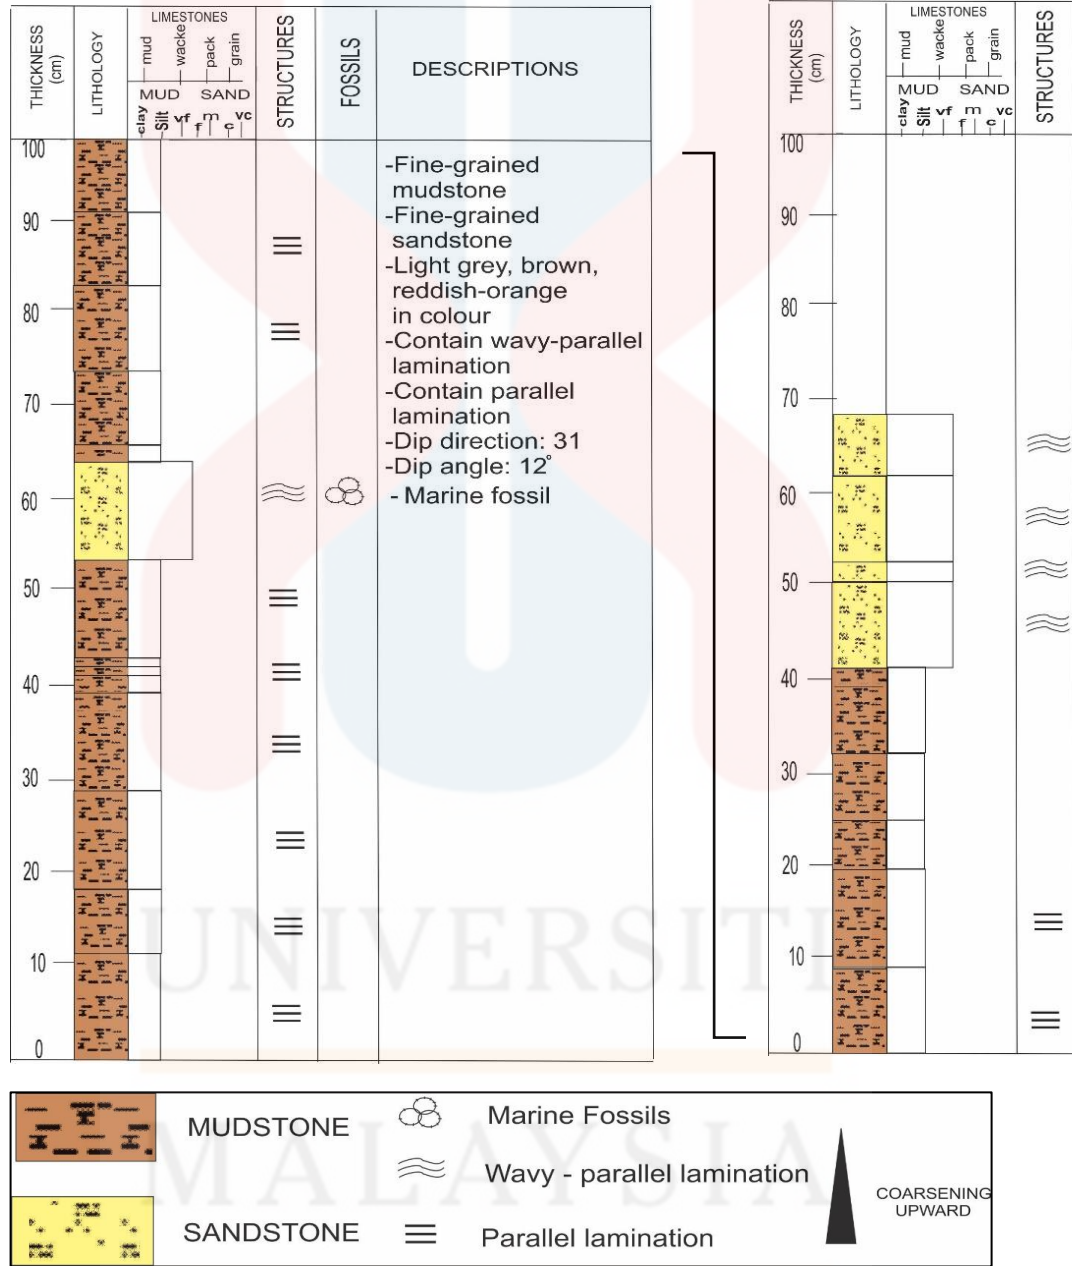 THICKNESS
(cm)
LITHOLOGY
LIMESTONES
mud
wacke
pack
grain
MUD SAND
clay
Silt
vf
f
m
c
vc
STRUCTURES
FOSSILS
DESCRIPTIONS
100
90
80
70
60
50
40
30
20
10
0
-Fine-grained
mudstone
-Fine-grained
sandstone
-Light grey, brown,
reddish-orange
in colour
-Contain wavy-parallel
lamination
-Contain parallel
lamination
-Dip direction: 31
-Dip angle: 12°
- Marine fossil
THICKNESS
(cm)
LITHOLOGY
LIMESTONES
mud
wacke
pack
grain
MUD SAND
clay
Silt
vf
f
m
c
vc
STRUCTURES
100
90
80
70
60
50
40
30
20
10
0
UNIVERSITI
MALAYSIA
MUDSTONE
SANDSTONE
Marine Fossils
Wavy - parallel lamination
Parallel lamination
COARSENING
UPWARD